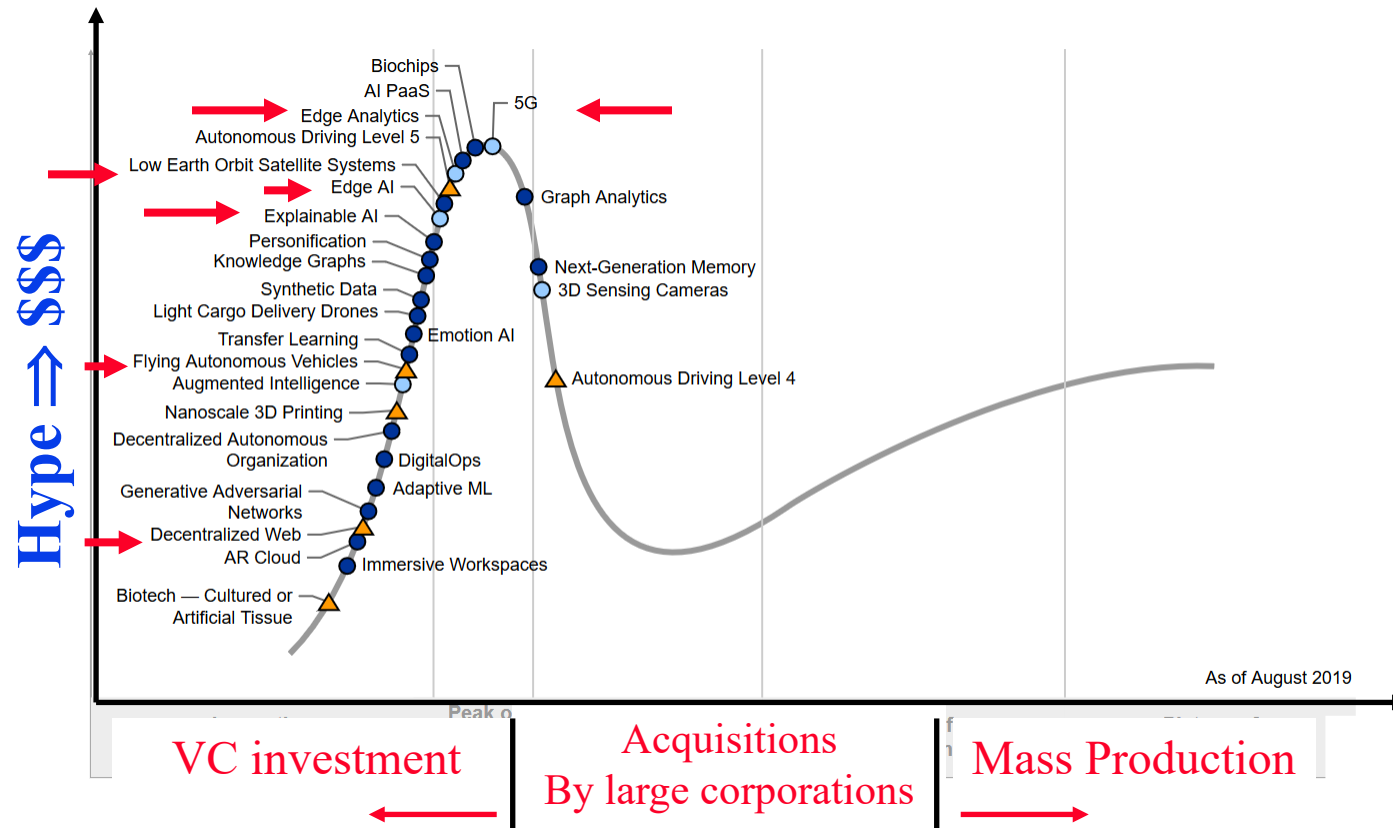 Biochips
AI PaaS
5G
Edge Analytics
Autonomous Driving Level 5
Low Earth Orbit Satellite Systems
Edge AI
Graph Analytics
Explainable AI
Personification
Knowledge Graphs
Next-Generation Memory
Synthetic Data
3D Sensing Cameras
Light Cargo Delivery Drones
Emotion AI
Transfer Learning
Flying Autonomous Vehicles
Augmented Intelligence
Autonomous Driving Level 4
Nanoscale 3D Printing
Decentralized Autonomous
Organization
DigitalOps
Generative Adversarial
Networks
Adaptive ML
Decentralized Web
AR Cloud
Immersive Workspaces
Biotech — Cultured or
Artificial Tissue
Hype ⇒ $$$
As of August 2019
Peak o
VC investment
Acquisitions
By large corporations
Mass Production